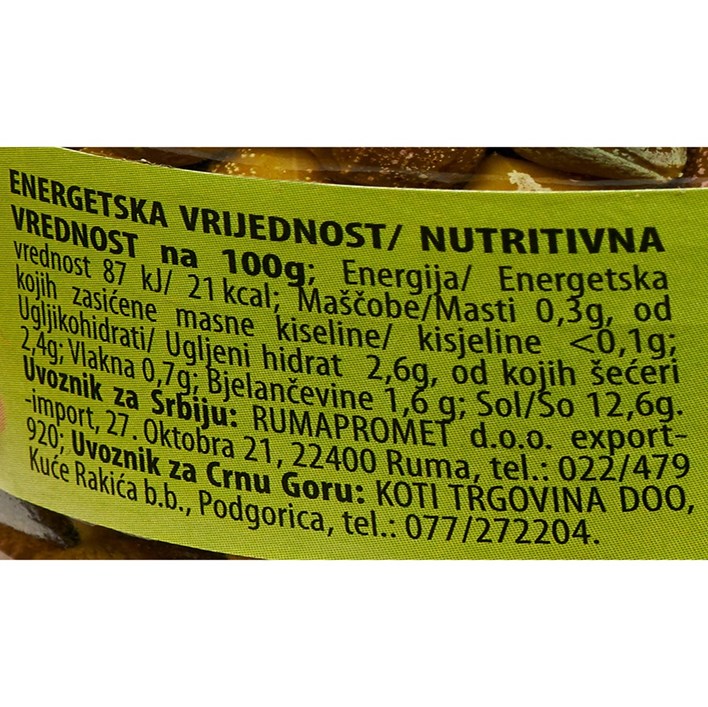 ENERGETSKA VRIJEDNOST/ NUTRITIVNA
VREDNOST na 100g; Energija/ Energetska
vrednost 87 kJ/ 21 kcal; Maščobe/Masti 0,3g, od
kojih zasićene masne kiseline/ kisjeline <0,1g;
Ugljikohidrati/ Ugljeni hidrat 2,6g, od kojih šećeri
2,4g; Vlakna 0,7g; Bjelančevine 1,6 g; Sol/So 12,6g.
Uvoznik za Srbiju: RUMAPROMET d.o.o. export-
-import, 27. Oktobra 21, 22400 Ruma, tel.: 022/479
920; Uvoznik za Crnu Goru: KOTI TRGOVINA DOO,
Kuće Rakića b.b., Podgorica, tel.: 077/272204.